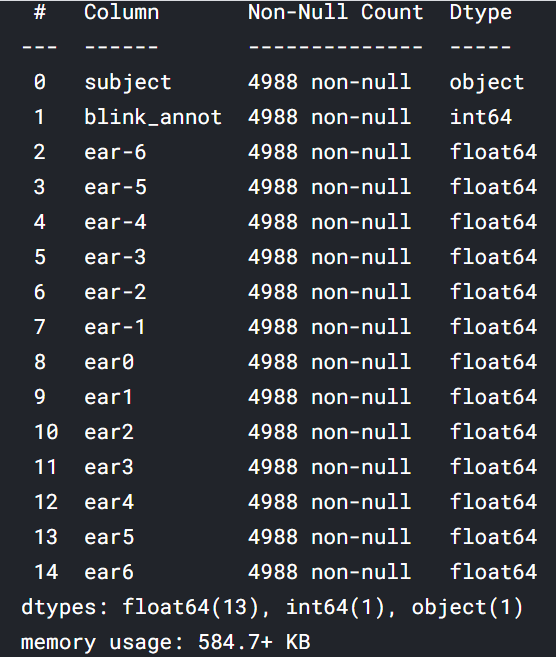 #   Column       Non-Null Count  Dtype
---  ------       --------------  -----
 0   subject      4988 non-null   object
 1   blink_annot  4988 non-null   int64
 2   ear-6        4988 non-null   float64
 3   ear-5        4988 non-null   float64
 4   ear-4        4988 non-null   float64
 5   ear-3        4988 non-null   float64
 6   ear-2        4988 non-null   float64
 7   ear-1        4988 non-null   float64
 8   ear0         4988 non-null   float64
 9   ear1         4988 non-null   float64
 10  ear2         4988 non-null   float64
 11  ear3         4988 non-null   float64
 12  ear4         4988 non-null   float64
 13  ear5         4988 non-null   float64
 14  ear6         4988 non-null   float64
dtypes: float64(13), int64(1), object(1)
memory usage: 584.7+ KB